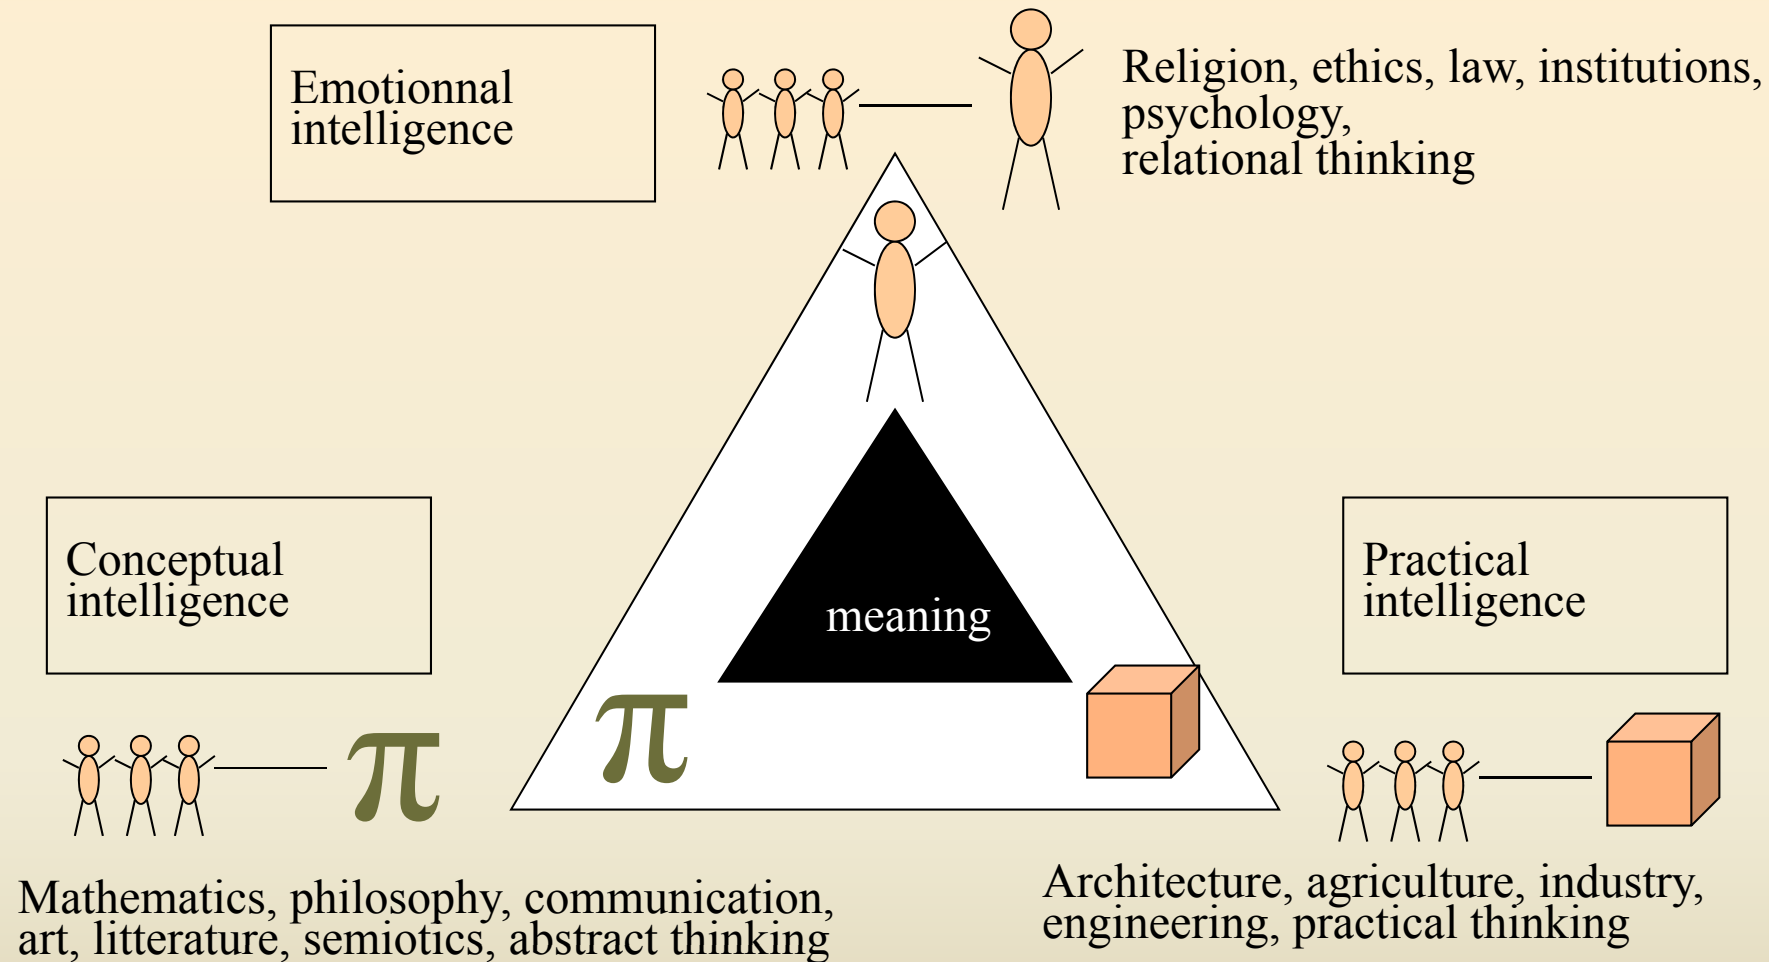 Emotionnal
intelligence
Religion, ethics, law, institutions,
psychology,
relational thinking
Conceptual
intelligence
meaning
Practical
intelligence
π
π
Mathematics, philosophy, communication,
art, litterature, semiotics, abstract thinking
Architecture, agriculture, industry,
engineering, practical thinking